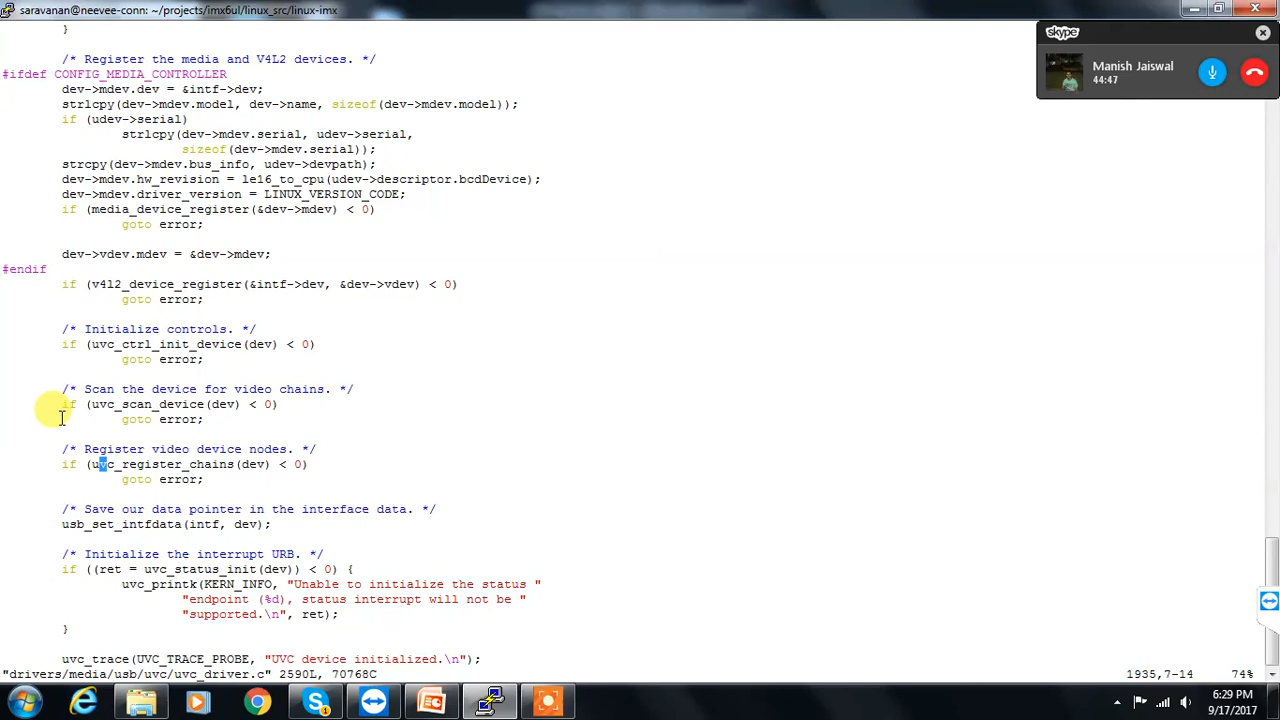 saravanan@neevee-conn: ~/projects/imx6ul/linux_src/linux-imx
}
/* Register the media and V4L2 devices. */
#ifdef CONFIG_MEDIA_CONTROLLER
dev->mdev.dev = &intf->dev;
strlcpy(dev->mdev.model, dev->name, sizeof(dev->mdev.model));
if (udev->serial)
strlcpy(dev->mdev.serial, udev->serial,
sizeof(dev->mdev.serial));
strcpy(dev->mdev.bus_info, udev->devpath);
dev->mdev.hw_revision = le16_to_cpu(udev->descriptor.bcdDevice);
dev->mdev.driver_version = LINUX_VERSION_CODE;
if (media_device_register(&dev->mdev) < 0)
goto error;
dev->vdev.mdev = &dev->mdev;
#endif
if (v4l2_device_register(&intf->dev, &dev->vdev) < 0)
goto error;
/* Initialize controls. */
if (uvc_ctrl_init_device(dev) < 0)
goto error;
/* Scan the device for video chains. */
if (uvc_scan_device(dev) < 0)
goto error;
/* Register video device nodes. */
if (uvc_register_chains(dev) < 0)
goto error;
/* Save our data pointer in the interface data. */
usb_set_intfdata(intf, dev);
/* Initialize the interrupt URB. */
if ((ret = uvc_status_init(dev)) < 0) {
uvc_printk(KERN_INFO, "Unable to initialize the status "
"endpoint (%d), status interrupt will not be "
"supported.\n", ret);
}
uvc_trace(UVC_TRACE_PROBE, "UVC device initialized.\n");
"drivers/media/usb/uvc/uvc_driver.c" 2590L, 70768C 1935,7-14 74%
skype
Manish Jaiswal
44:47
6:29 PM
9/17/2017